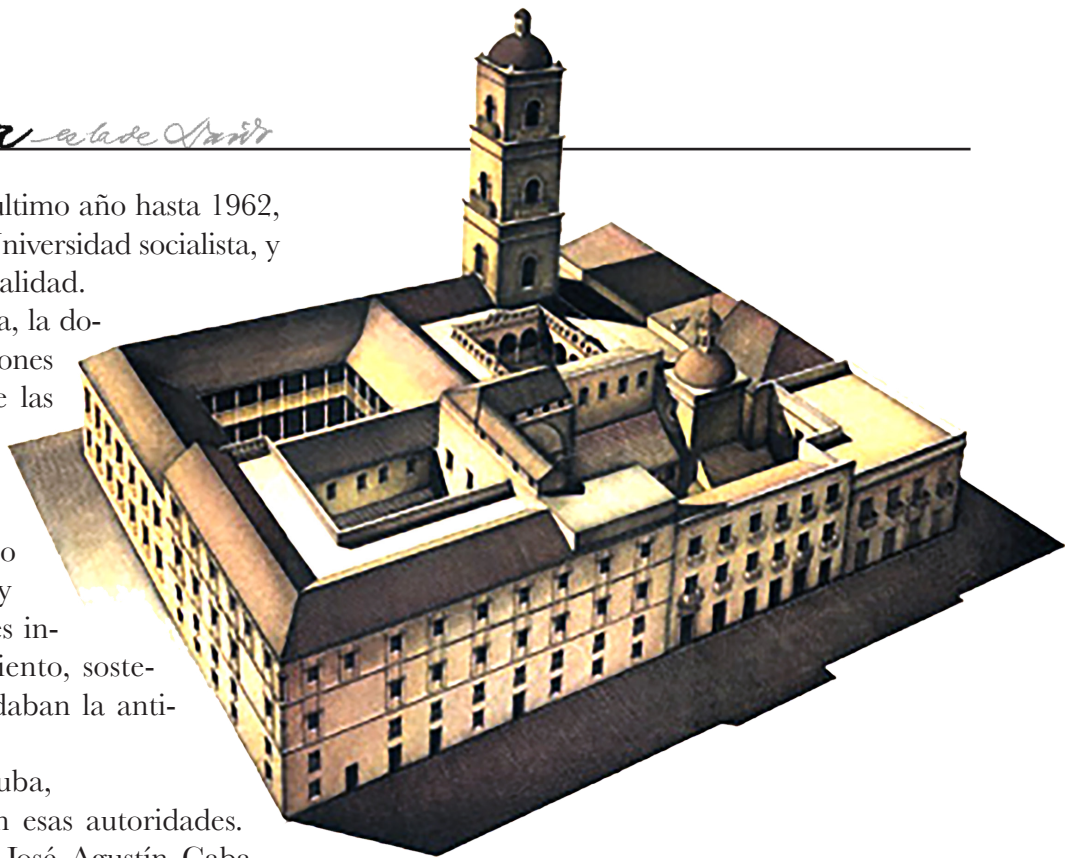 último año hasta 1962,
Universidad socialista, y
alidad.
a, la do-
ones
e las
o
y
es in-
iento, soste-
daban la anti-
uba,
n esas autoridades.
José Agustín Caba-